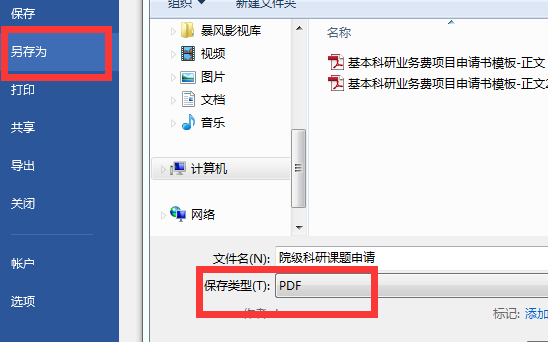 保存
另存为
打印
共享
导出
关闭
帐户
选项
组织
新建文件夹
暴风影视库
视频
图片
文档
音乐
计算机
网络
名称
基本科研业务费项目申请书模板-正文
基本科研业务费项目申请书模板-正文2
文件名(N): 院级科研课题申请
保存类型(T): PDF
标记: 添加